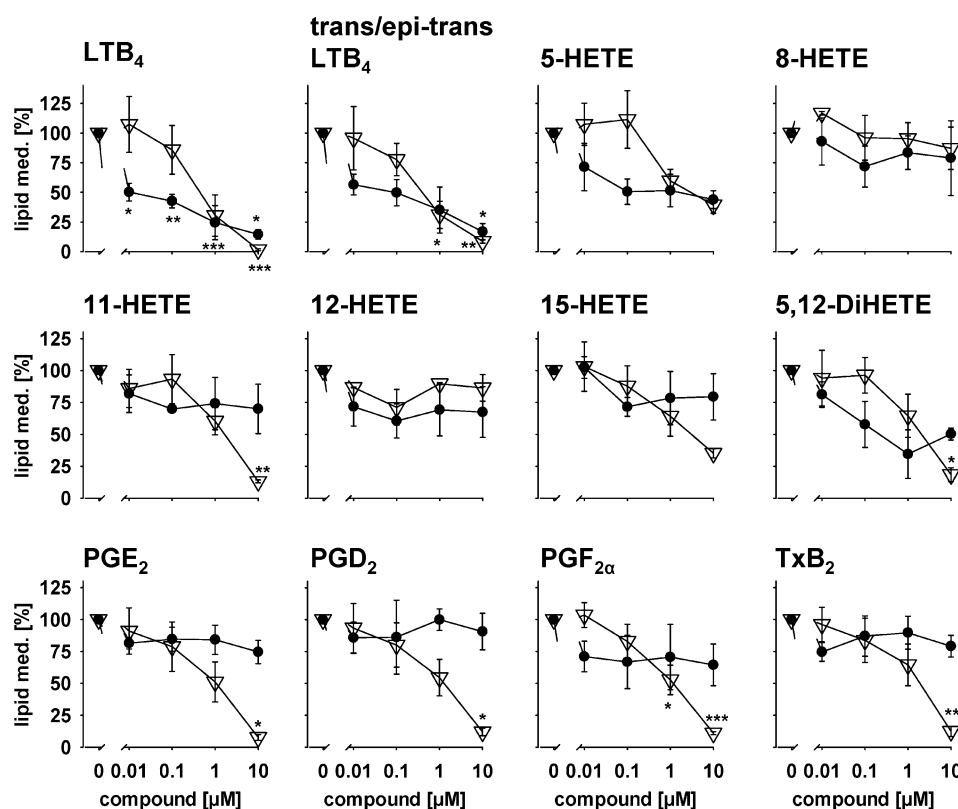 trans/epi-trans
LTB4 LTB4 5-HETE 8-HETE
lipid med. [%]
125
100
75
50
25
0
* ** *** * ***
* ** *
11-HETE 12-HETE 15-HETE 5,12-DiHETE
lipid med. [%]
125
100
75
50
25
0
**
*
PGE2 PGD2 PGF2α TxB2
lipid med. [%]
125
100
75
50
25
0
*
*
* ***
**
0 0.01 0.1 1 10 0 0.01 0.1 1 10 0 0.01 0.1 1 10 0 0.01 0.1 1 10
compound [µM] compound [µM] compound [µM] compound [µM]